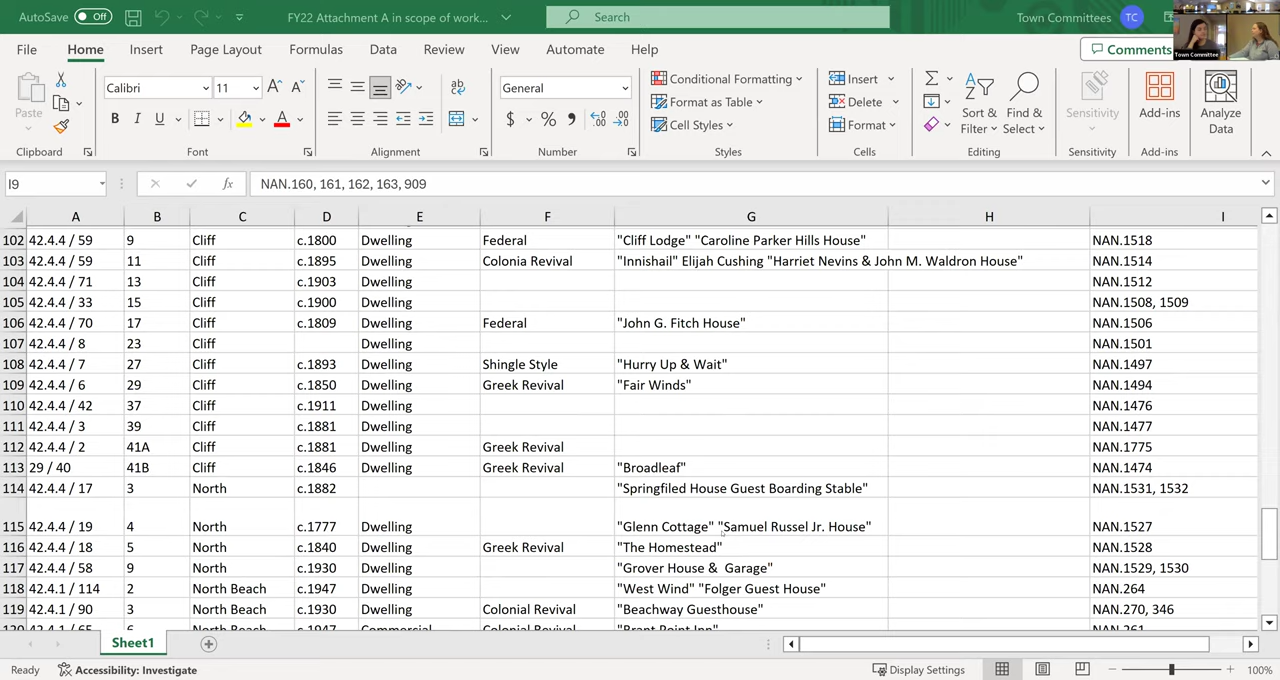 AutoSave Off FY22 Attachment A in scope of work... Search Town Committees TC
Town Committee
File Home Insert Page Layout Formulas Data Review View Automate Help Comments
Calibri 11 General Conditional Formatting Insert
Paste Format as Table Delete Sort & Filter Find & Select Sensitivity Add-ins Analyze Data
B I U A $ % Cell Styles Format
Clipboard Font Alignment Number Styles Cells Editing Sensitivity Add-ins
I9 fx NAN.160, 161, 162, 163, 909
A B C D E F G H I
102 42.4.4 / 59 9 Cliff c.1800 Dwelling Federal "Cliff Lodge" "Caroline Parker Hills House" NAN.1518
103 42.4.4 / 59 11 Cliff c.1895 Dwelling Colonia Revival "Innishail" Elijah Cushing "Harriet Nevins & John M. Waldron House" NAN.1514
104 42.4.4 / 71 13 Cliff c.1903 Dwelling NAN.1512
105 42.4.4 / 33 15 Cliff c.1900 Dwelling NAN.1508, 1509
106 42.4.4 / 70 17 Cliff c.1809 Dwelling Federal "John G. Fitch House" NAN.1506
107 42.4.4 / 8 23 Cliff Dwelling NAN.1501
108 42.4.4 / 7 27 Cliff c.1893 Dwelling Shingle Style "Hurry Up & Wait" NAN.1497
109 42.4.4 / 6 29 Cliff c.1850 Dwelling Greek Revival "Fair Winds" NAN.1494
110 42.4.4 / 42 37 Cliff c.1911 Dwelling NAN.1476
111 42.4.4 / 3 39 Cliff c.1881 Dwelling NAN.1477
112 42.4.4 / 2 41A Cliff c.1881 Dwelling Greek Revival NAN.1775
113 29 / 40 41B Cliff c.1846 Dwelling Greek Revival "Broadleaf" NAN.1474
114 42.4.4 / 17 3 North c.1882 "Springfiled House Guest Boarding Stable" NAN.1531, 1532
115 42.4.4 / 19 4 North c.1777 Dwelling "Glenn Cottage" "Samuel Russel Jr. House" NAN.1527
116 42.4.4 / 18 5 North c.1840 Dwelling Greek Revival "The Homestead" NAN.1528
117 42.4.4 / 58 9 North c.1930 Dwelling "Grover House & Garage" NAN.1529, 1530
118 42.4.1 / 114 2 North Beach c.1947 Dwelling "West Wind" "Folger Guest House" NAN.264
119 42.4.1 / 90 3 North Beach c.1930 Dwelling Colonial Revival "Beachway Guesthouse" NAN.270, 346
120 42.4.1 / 65 6 North Beach c.1947 Commercial Colonial Revival "Brant Point Inn" NAN.261
Sheet1
Ready Accessibility: Investigate Display Settings 100%